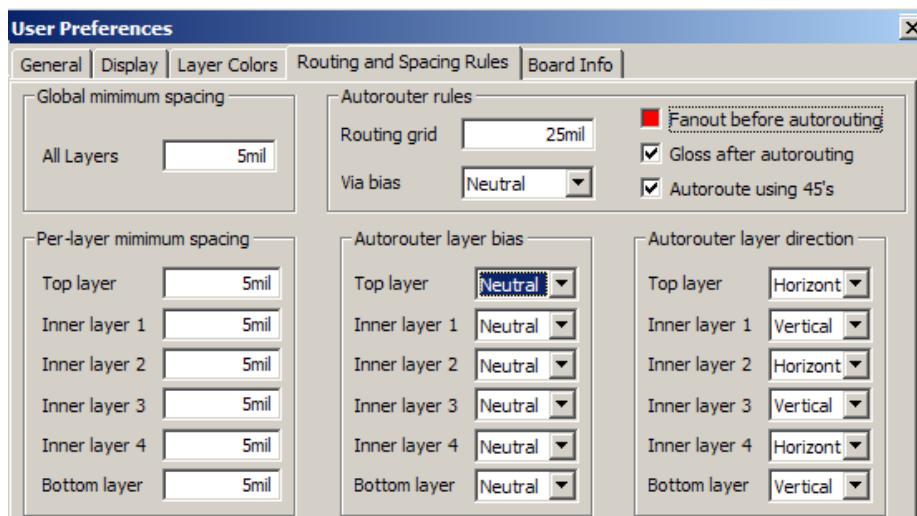 User Preferences
General Display Layer Colors Routing and Spacing Rules Board Info
Global minimum spacing
All Layers 5mil
Autorouter rules
Routing grid 25mil
Via bias Neutral
Fanout before autorouting
Gloss after autorouting
Autoroute using 45's
Per-layer minimum spacing
Top layer 5mil
Inner layer 1 5mil
Inner layer 2 5mil
Inner layer 3 5mil
Inner layer 4 5mil
Bottom layer 5mil
Autorouter layer bias
Top layer Neutral
Inner layer 1 Neutral
Inner layer 2 Neutral
Inner layer 3 Neutral
Inner layer 4 Neutral
Bottom layer Neutral
Autorouter layer direction
Top layer Horizont
Inner layer 1 Vertical
Inner layer 2 Horizont
Inner layer 3 Vertical
Inner layer 4 Horizont
Bottom layer Vertical